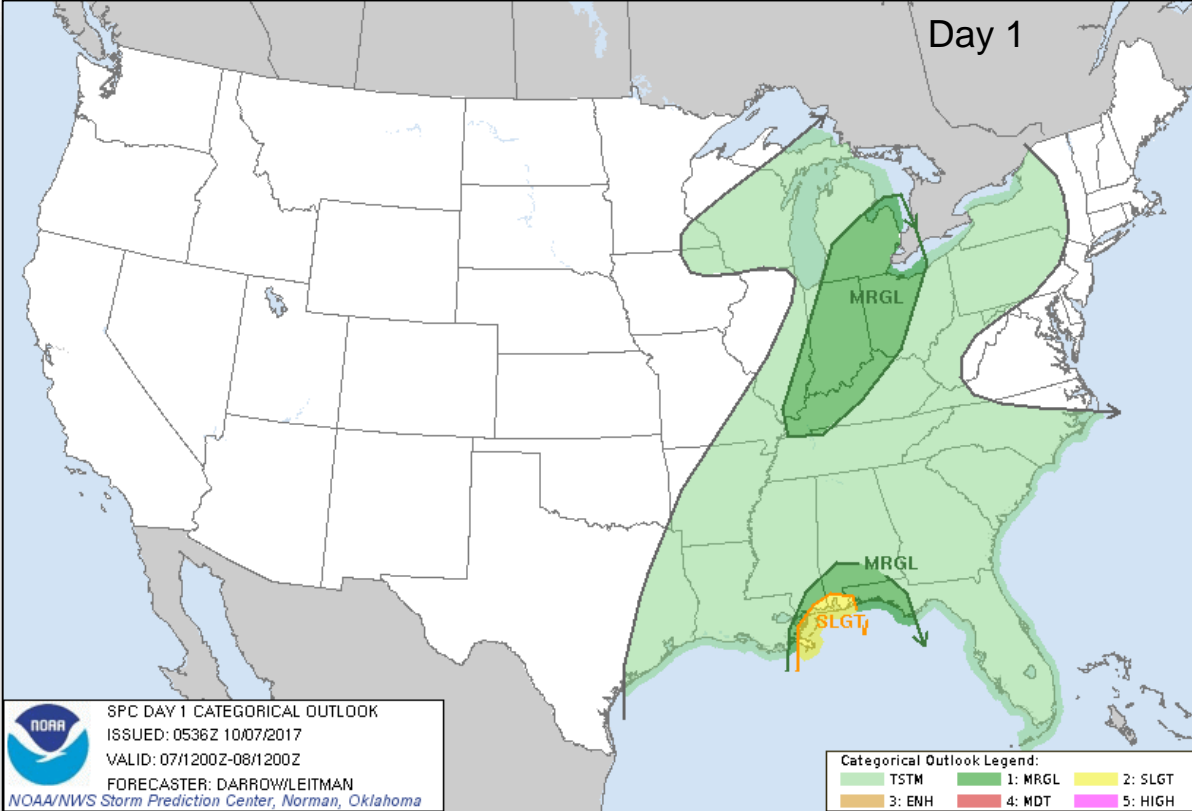 Day 1
MRGL
MRGL
SLGT
NOAA
SPC DAY 1 CATEGORICAL OUTLOOK
ISSUED: 0536Z 10/07/2017
VALID: 07/1200Z-08/1200Z
FORECASTER: DARROW/LEITMAN
NOAA/NWS Storm Prediction Center, Norman, Oklahoma
Categorical Outlook Legend:
TSTM 1: MRGL 2: SLGT
3: ENH 4: MDT 5: HIGH